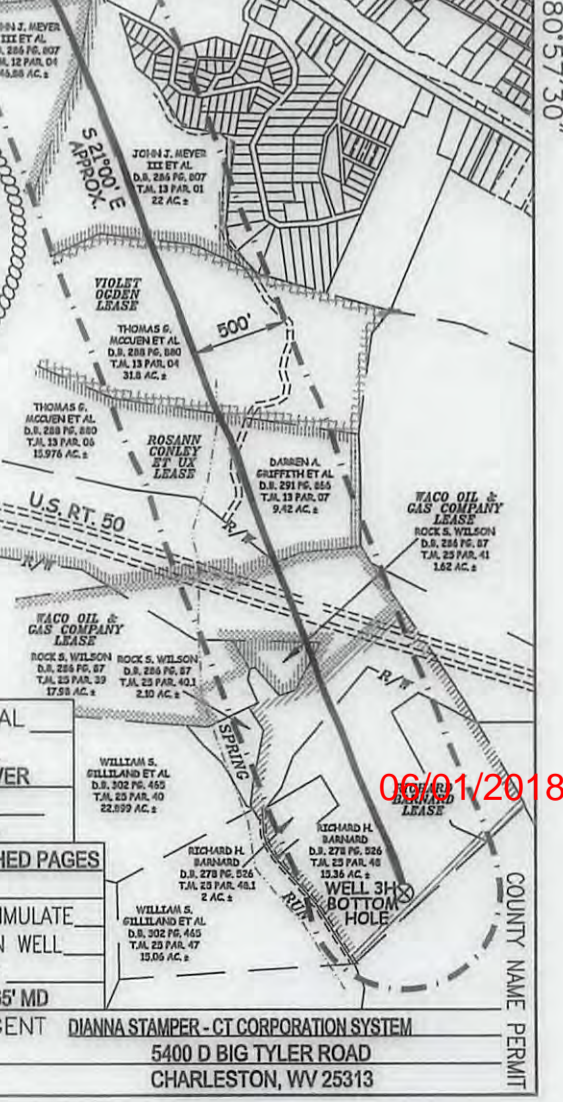 80°57'30"
JOHN J. MEYER
III ET AL
D.B. 286 PG. 807
T.M. 12 PAR. 04
S 21°00' E
APPROX.
JOHN J. MEYER
III ET AL
D.B. 286 PG. 807
T.M. 13 PAR. 01
22 AC.±
VIOLET
OGDEN
LEASE
THOMAS G.
MCCUEN ET AL
D.B. 288 PG. 880
T.M. 13 PAR. 04
31.8 AC.±
500'
THOMAS G.
MCCUEN ET AL
D.B. 288 PG. 880
T.M. 13 PAR. 06
15.976 AC.±
ROSANN
CONLEY
ET UX
LEASE
DARREN A.
GRIFFITH ET AL
D.B. 291 PG. 655
T.M. 13 PAR. 07
9.42 AC.±
WACO OIL &
GAS COMPANY
LEASE
ROCK S. WILSON
D.B. 286 PG. 87
T.M. 25 PAR. 41
1.62 AC.±
U.S. RT. 50
R/W
R/W
WACO OIL &
GAS COMPANY
LEASE
ROCK S. WILSON
D.B. 286 PG. 87
T.M. 25 PAR. 39
17.98 AC.±
ROCK S. WILSON
D.B. 286 PG. 87
T.M. 25 PAR. 40.1
2.10 AC.±
R/W
SPRING
RUN
WILLIAM S.
GILLILAND ET AL
D.B. 302 PG. 465
T.M. 25 PAR. 40
22.899 AC.±
06/01/2018
RICHARD
BARNARD
LEASE
RICHARD H.
BARNARD
D.B. 278 PG. 526
T.M. 25 PAR. 48
15.36 AC.±
RICHARD H.
BARNARD
D.B. 278 PG. 526
T.M. 25 PAR. 48.1
2 AC.±
WELL 3H
BOTTOM
HOLE
WILLIAM S.
GILLILAND ET AL
D.B. 302 PG. 465
T.M. 25 PAR. 47
15.06 AC.±
AL
VER
HED PAGES
IMULATE
N WELL
5' MD
CENT DIANNA STAMPER - CT CORPORATION SYSTEM
5400 D BIG TYLER ROAD
CHARLESTON, WV 25313
COUNTY NAME
PERMIT